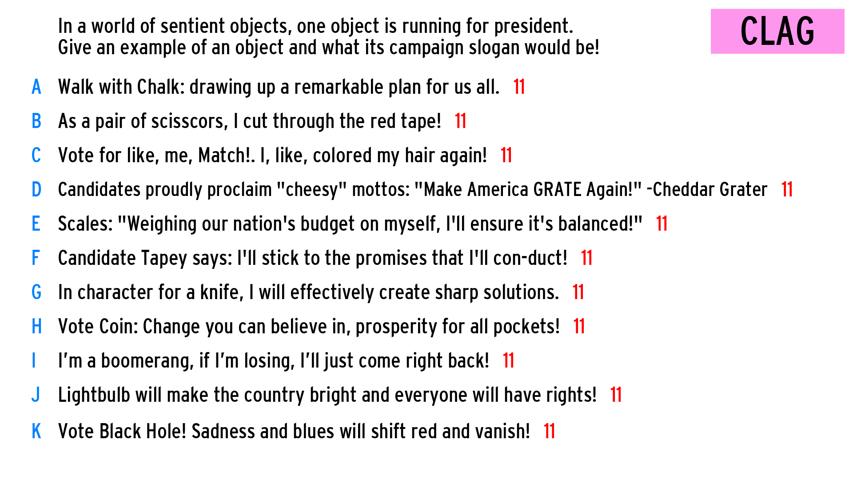 In a world of sentient objects, one object is running for president.
Give an example of an object and what its campaign slogan would be!
CLAG
A Walk with Chalk: drawing up a remarkable plan for us all. 11
B As a pair of scisscors, I cut through the red tape! 11
C Vote for like, me, Match!. I, like, colored my hair again! 11
D Candidates proudly proclaim "cheesy" mottos: "Make America GRATE Again!" -Cheddar Grater 11
E Scales: "Weighing our nation's budget on myself, I'll ensure it's balanced!" 11
F Candidate Tapey says: I'll stick to the promises that I'll con-duct! 11
G In character for a knife, I will effectively create sharp solutions. 11
H Vote Coin: Change you can believe in, prosperity for all pockets! 11
I I’m a boomerang, if I’m losing, I’ll just come right back! 11
J Lightbulb will make the country bright and everyone will have rights! 11
K Vote Black Hole! Sadness and blues will shift red and vanish! 11